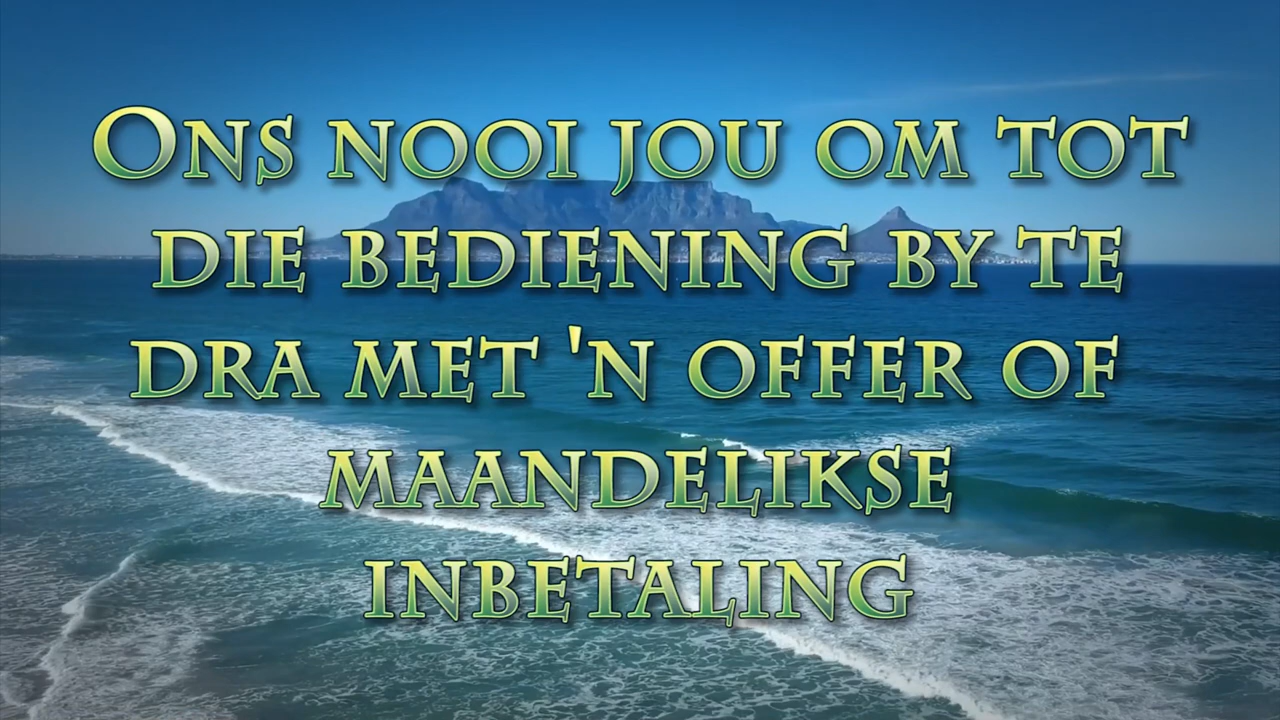 Ons nooi jou om tot
die bediening by te
dra met 'n offer of
maandelikse
inbetaling